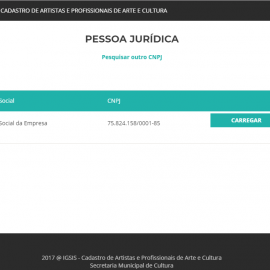 CADASTRO DE ARTISTAS E PROFISSIONAIS DE ARTE E CULTURA
PESSOA JURÍDICA
Pesquisar outro CNPJ
Social CNPJ
Social da Empresa 75.824.158/0001-85 CARREGAR
2017 @ IGSIS - Cadastro de Artistas e Profissionais de Arte e Cultura
Secretaria Municipal de Cultura